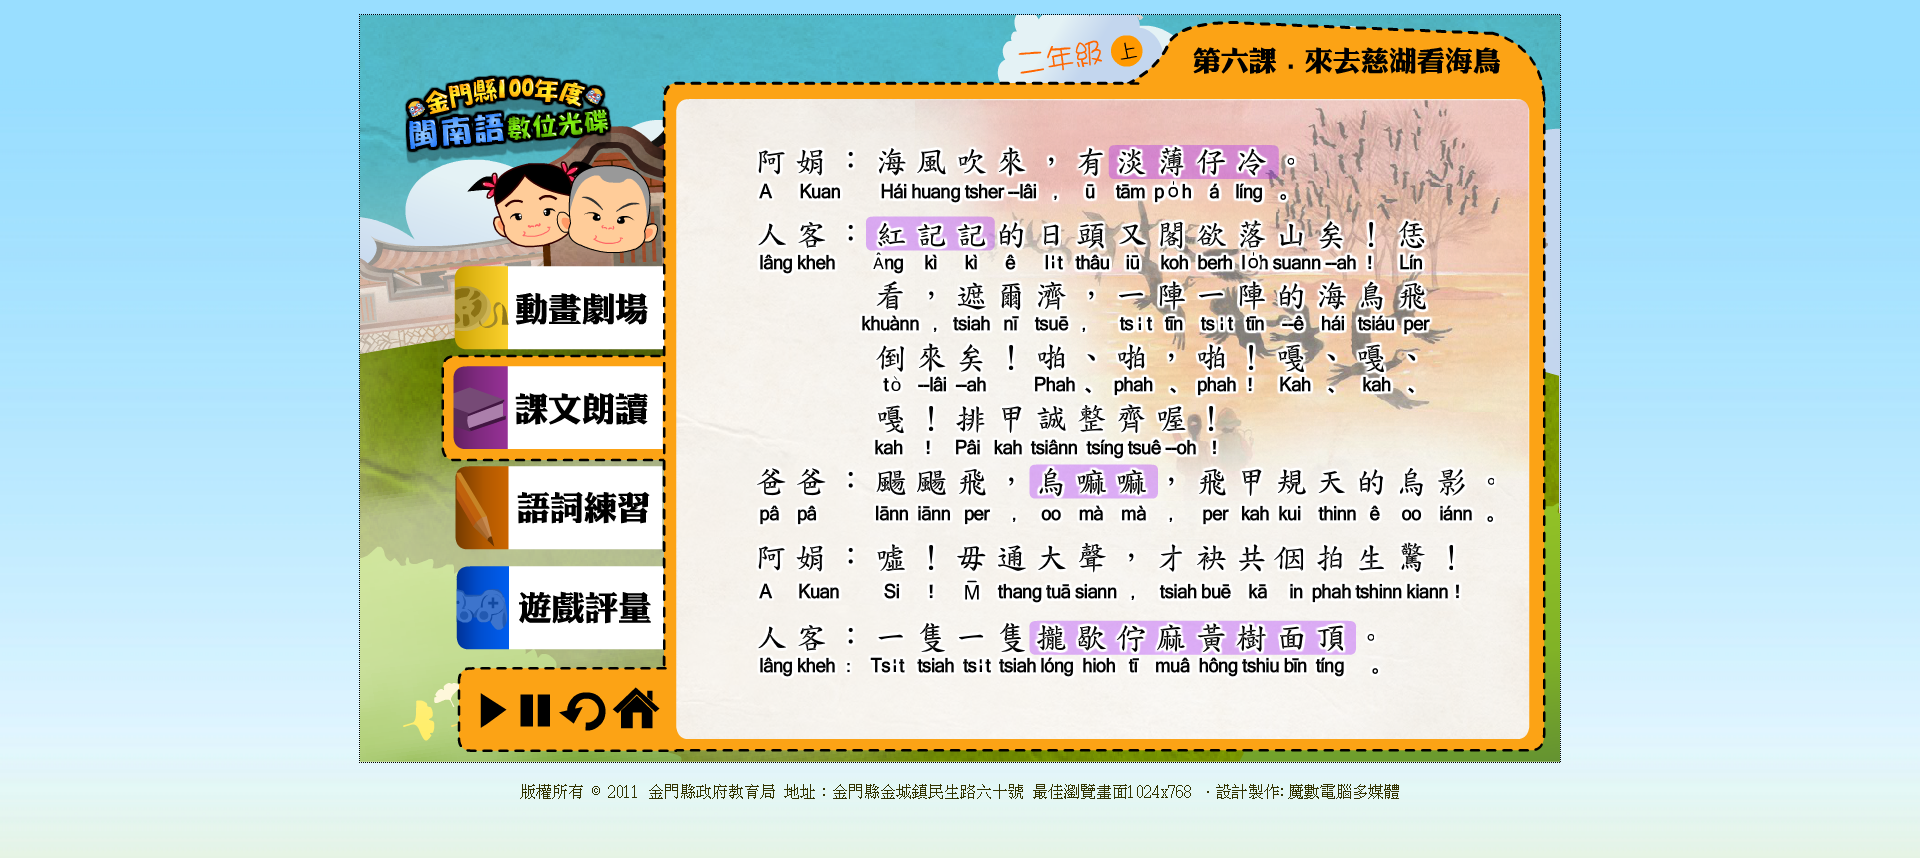 二年級 上
第六課．來去慈湖看海鳥
金門縣100年度
閩南語數位光碟
動畫劇場
課文朗讀
語詞練習
遊戲評量
阿娟：海風吹來，有淡薄仔冷。
A Kuan Hái huang tsher --lâi , ū tām po̍h á líng 。
人客：紅記記的日頭又閣欲落山矣！恁
lâng kheh Âng kì kì ê li̍t thâu iū koh berh lo̍h suann --ah ! Lín
看，遮爾濟，一陣一陣的海鳥飛
khuànn , tsiah nī tsuē , tsi̍t tīn tsi̍t tīn --ê hái tsiáu per
倒來矣！啪、啪，啪！嘎、嘎、
tò --lâi --ah Phah 、 phah 、 phah ! Kah 、 kah 、
嘎！排甲誠整齊喔！
kah ! Pâi kah tsiânn tsíng tsuê --oh !
爸爸：颺颺飛，烏嘛嘛，飛甲規天的烏影。
pâ pâ iānn iānn per , oo mà mà , per kah kui thinn ê oo iánn 。
阿娟：噓！毋通大聲，才袂共𪜶拍生驚！
A Kuan Si ! M̄ thang tuā siann , tsiah buē kā in phah tshinn kiann !
人客：一隻一隻攏歇佇麻黃樹面頂。
lâng kheh : Tsi̍t tsiah tsi̍t tsiah lóng hioh tī muâ hông tshiu bīn tíng 。
版權所有 © 2011 金門縣政府教育局 地址：金門縣金城鎮民生路六十號 最佳瀏覽畫面1024x768 ．設計製作: 魔數電腦多媒體